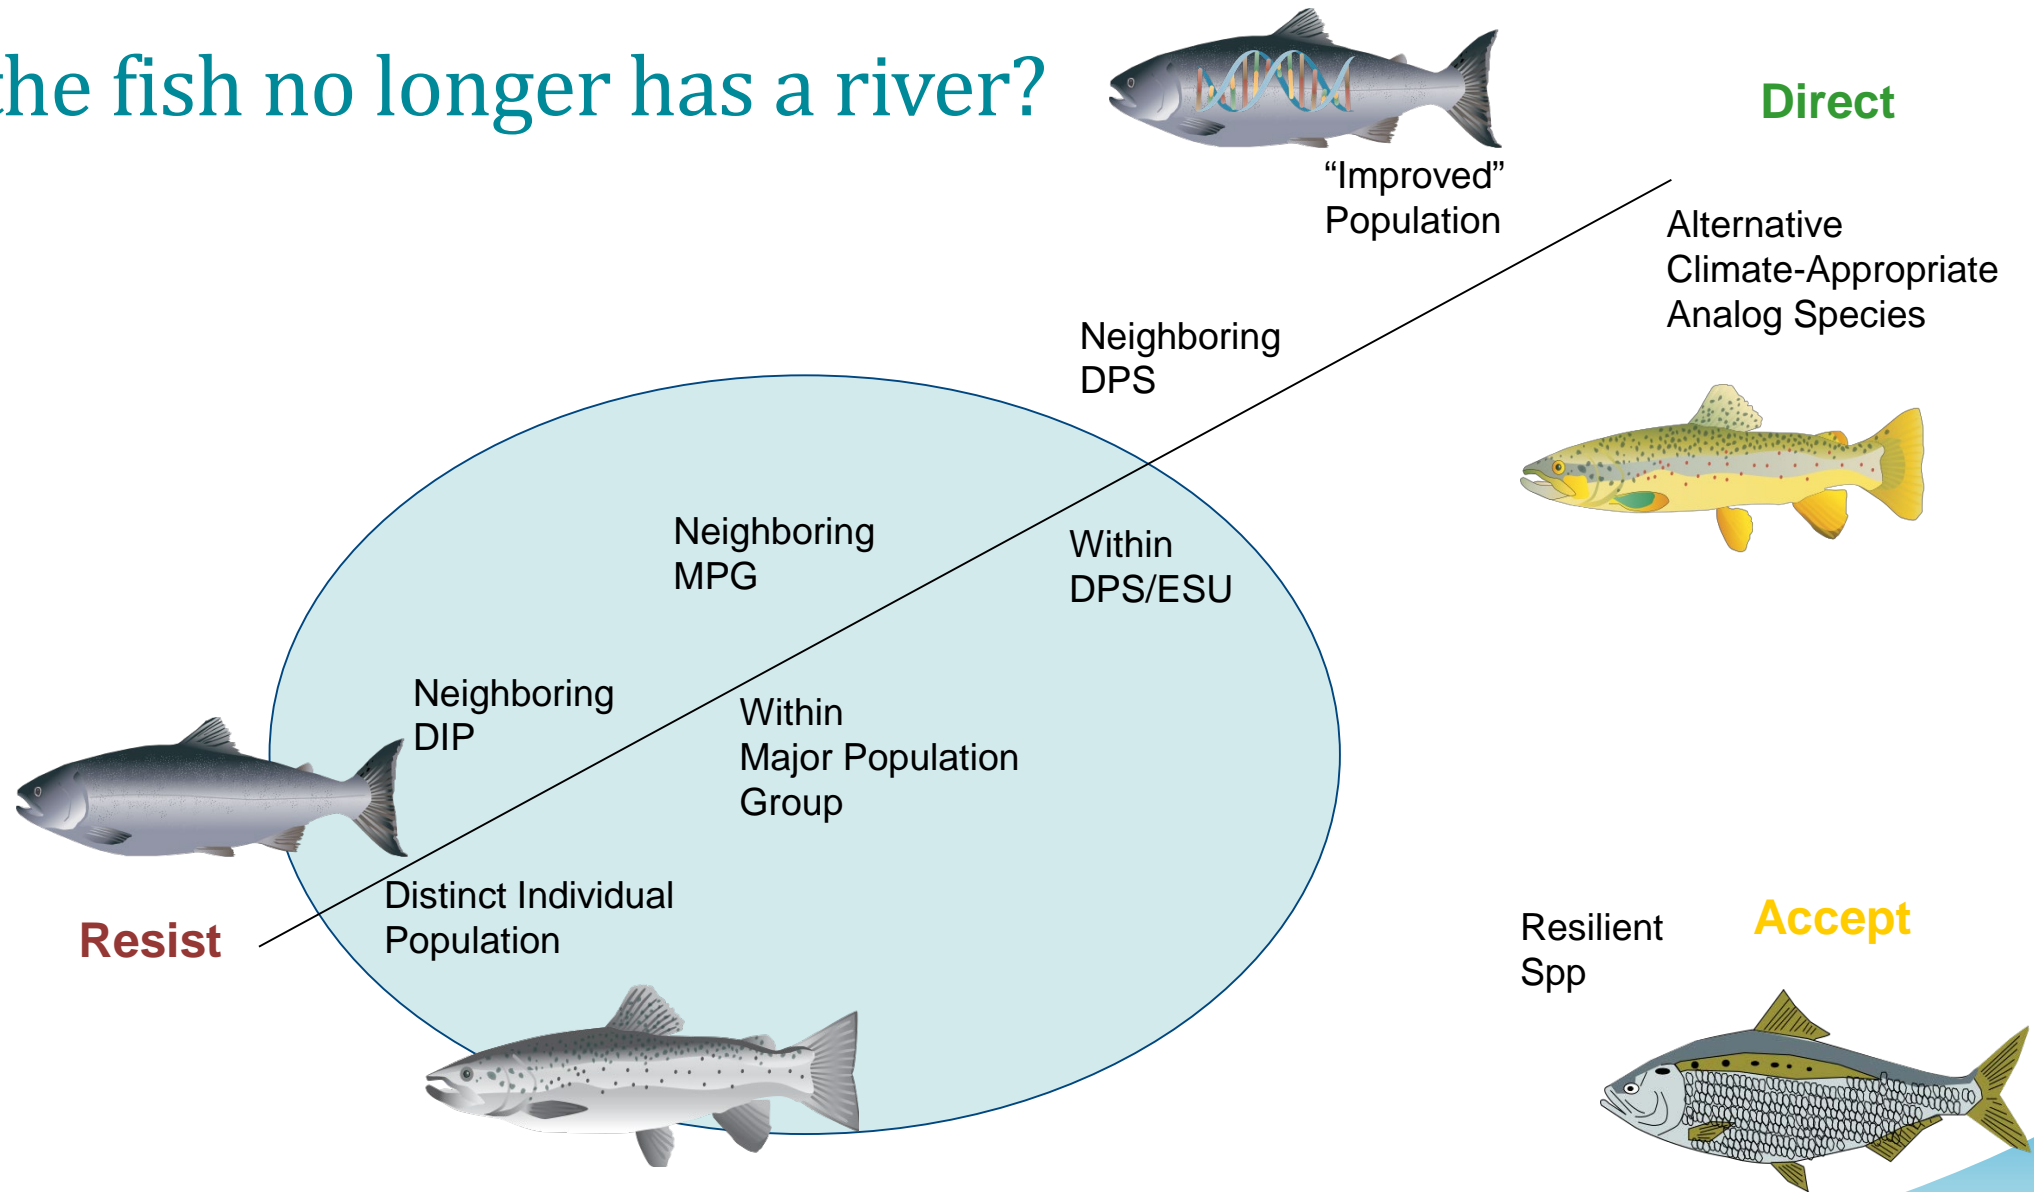 the fish no longer has a river?
Direct
“Improved”
Population
Alternative
Climate-Appropriate
Analog Species
Neighboring
DPS
Neighboring
MPG
Within
DPS/ESU
Neighboring
DIP
Within
Major Population
Group
Distinct Individual
Population
Resist
Resilient
Spp
Accept